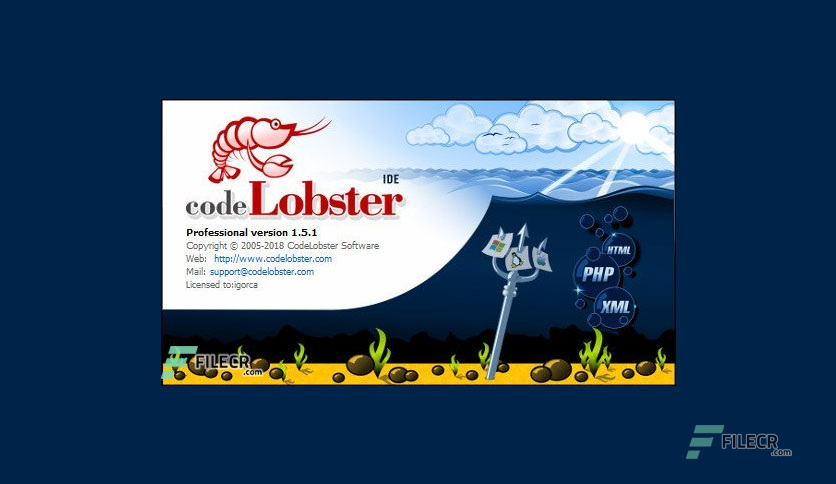 IDE
codeLobster
Professional version 1.5.1
Copyright © 2005-2018 CodeLobster Software
Web: http://www.codelobster.com
Mail: support@codelobster.com
Licensed to:igorca
HTML
PHP
XML
FILECR
.com
FILECR
.com